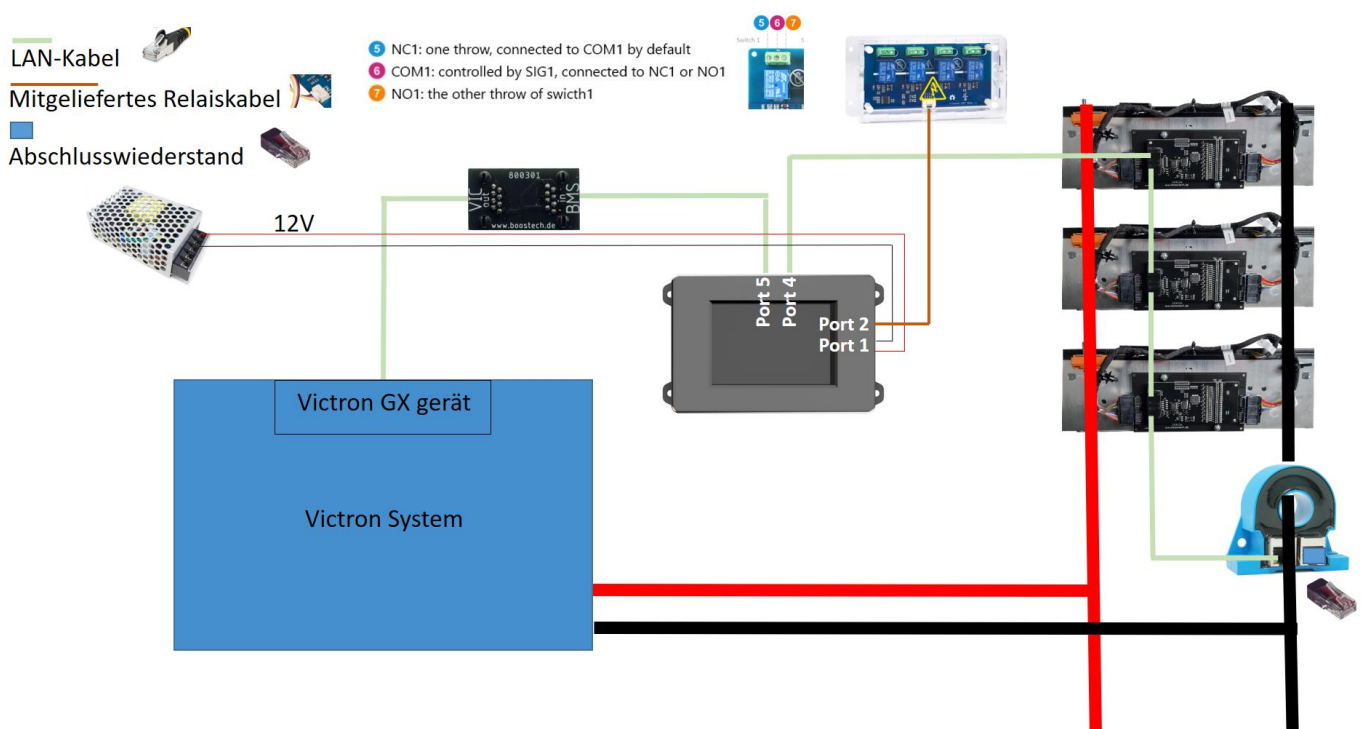 LAN-Kabel
Mitgeliefertes Relaiskabel
Abschlusswiederstand
5 6 7
Switch 1
5 NC1: one throw, connected to COM1 by default
6 COM1: controlled by SIG1, connected to NC1 or NO1
7 NO1: the other throw of swicth1
12V
800301
VIC
out
in
BMS
www.boostech.de
Port 5
Port 4
Port 2
Port 1
Victron GX gerät
Victron System